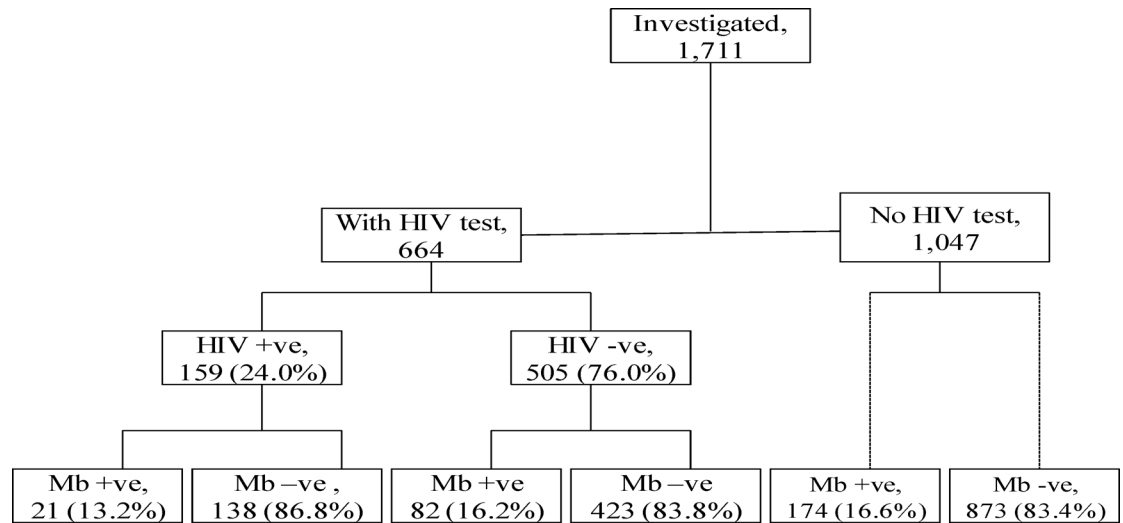 Investigated,
1,711
With HIV test,
664
No HIV test,
1,047
HIV +ve,
159 (24.0%)
HIV -ve,
505 (76.0%)
Mb +ve,
21 (13.2%)
Mb –ve ,
138 (86.8%)
Mb +ve
82 (16.2%)
Mb –ve
423 (83.8%)
Mb +ve,
174 (16.6%)
Mb -ve,
873 (83.4%)